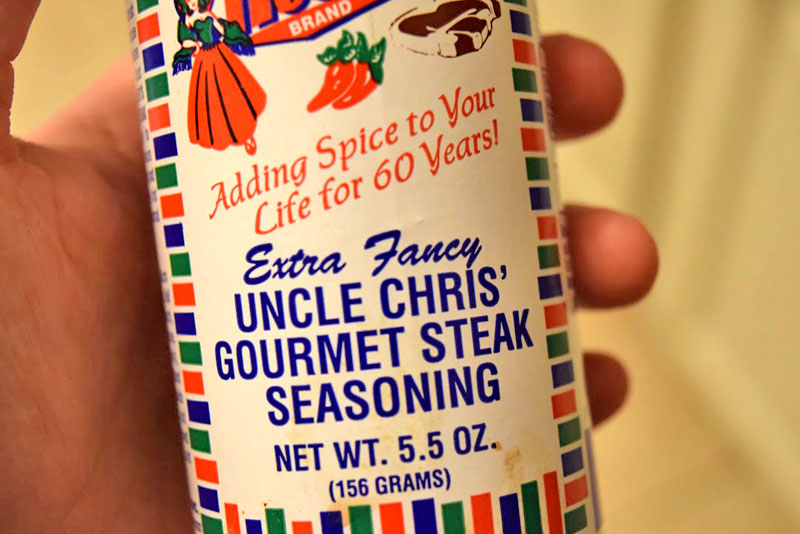 BRAND
Adding Spice to Your
Life for 60 Years!
Extra Fancy
UNCLE CHRIS'
GOURMET STEAK
SEASONING
NET WT. 5.5 OZ.
(156 GRAMS)